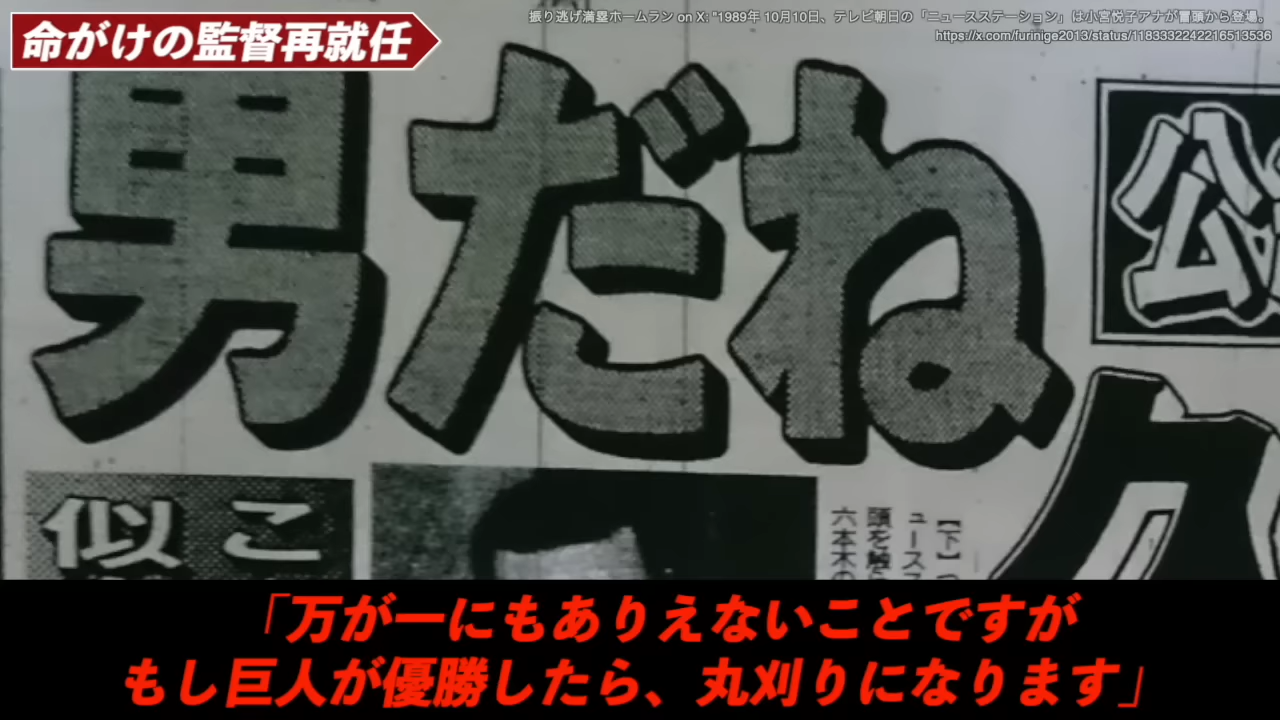 命がけの監督再就任
振り逃げ満塁ホームラン on X: "1989年 10月10日、テレビ朝日の「ニュースステーション」は小宮悦子アナが冒頭から登場。
https://x.com/furinige2013/status/1183332242216513536
男だね
公
ク
似
こ
【下】
ュース
頭を触
六本木の
「万が一にもありえないことですが
もし巨人が優勝したら、丸刈りになります」